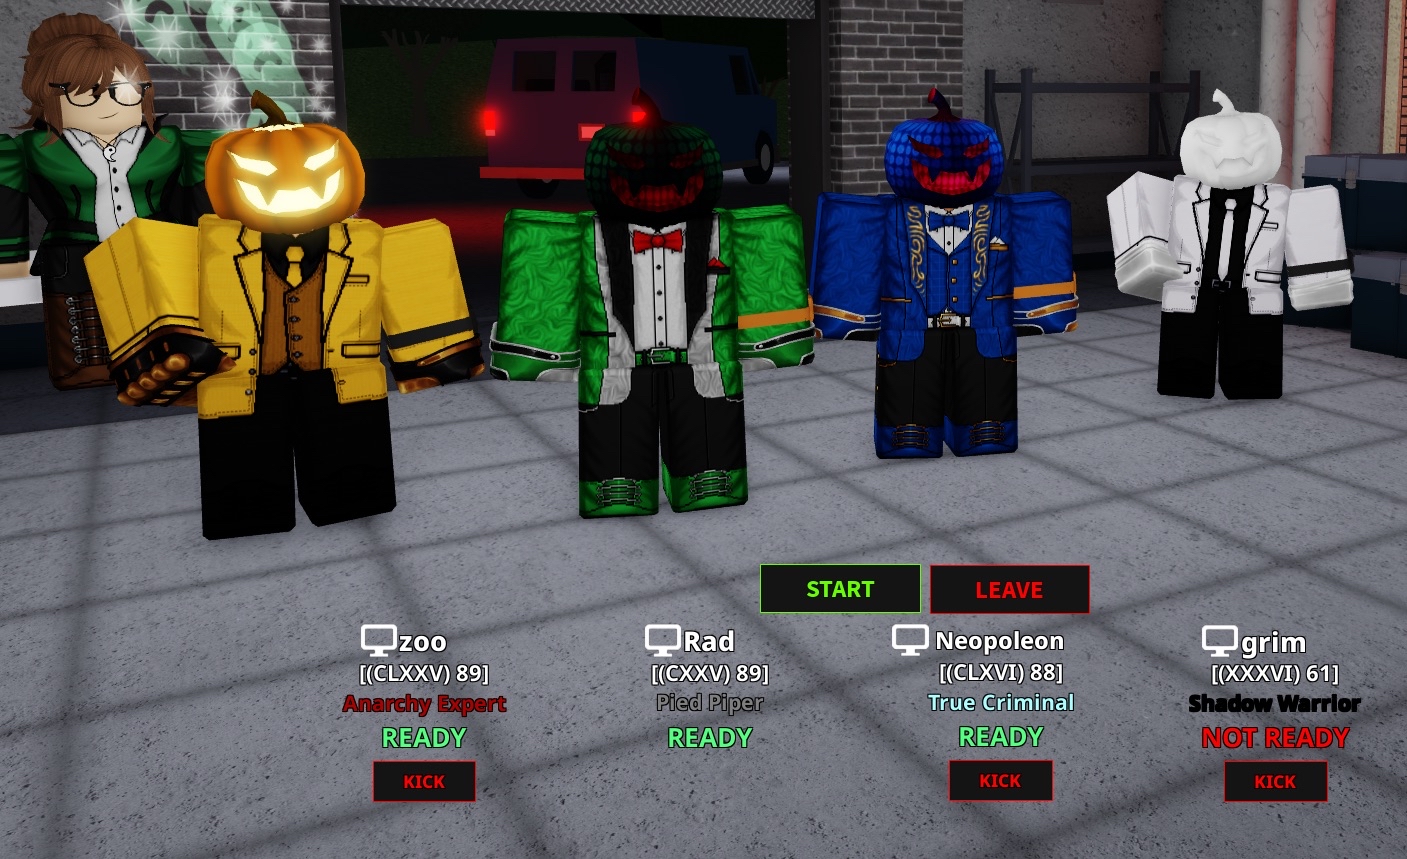 START
LEAVE
zoo
[(CLXXV) 89]
Anarchy Expert
READY
KICK
Rad
[(CXXV) 89]
Pied Piper
READY
Neopoleon
[(CLXVI) 88]
True Criminal
READY
KICK
grim
[(XXXVI) 61]
Shadow Warrior
NOT READY
KICK